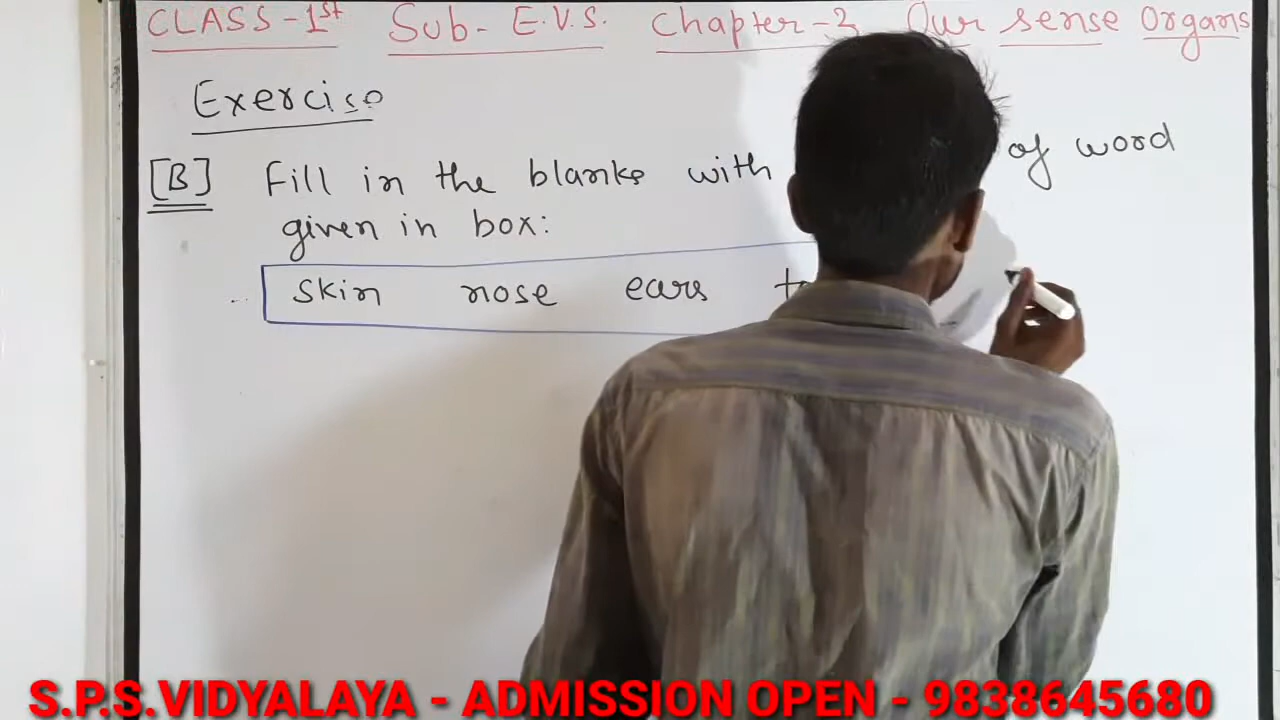 CLASS-1st Sub- E.V.S. Chapter-3 Our sense Organs
Exercise
[B] Fill in the blanks with of word
given in box:
skin nose ears
S.P.S.VIDYALAYA - ADMISSION OPEN - 9838645680